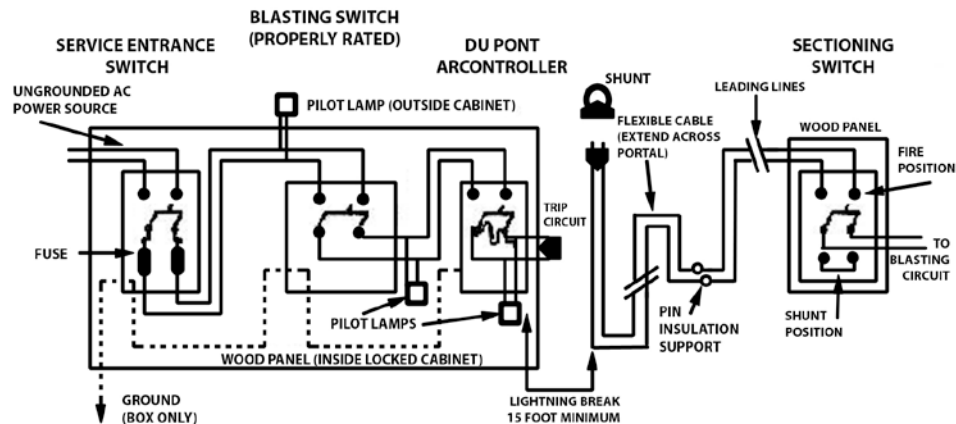 BLASTING SWITCH
(PROPERLY RATED)
SERVICE ENTRANCE
SWITCH
DU PONT
ARCONTROLLER
SECTIONING
SWITCH
UNGROUNDED AC
POWER SOURCE
PILOT LAMP (OUTSIDE CABINET)
SHUNT
LEADING LINES
FLEXIBLE CABLE
(EXTEND ACROSS
PORTAL)
WOOD PANEL
FIRE
POSITION
TRIP
CIRCUIT
FUSE
TO
BLASTING
CIRCUIT
PILOT LAMPS
PIN
INSULATION
SUPPORT
SHUNT
POSITION
WOOD PANEL (INSIDE LOCKED CABINET)
GROUND
(BOX ONLY)
LIGHTNING BREAK
15 FOOT MINIMUM